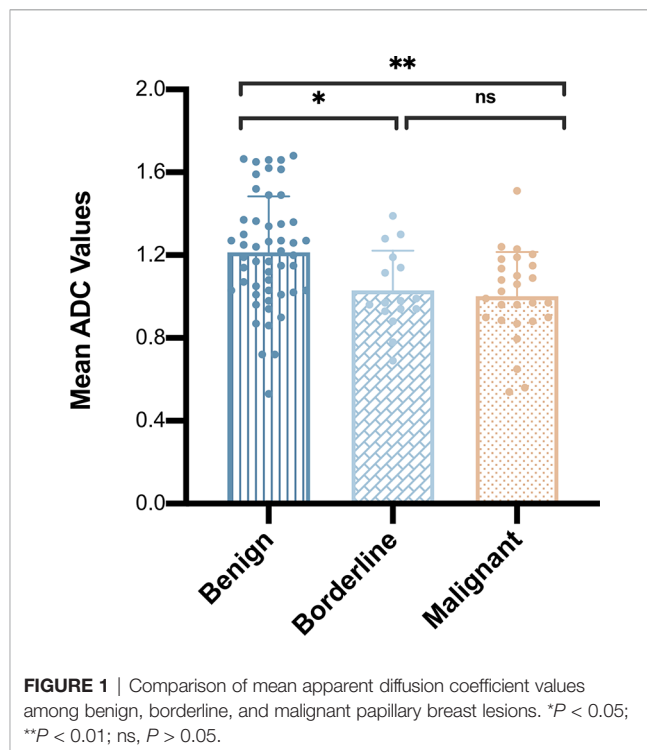 **
*
ns
2.0
1.6
1.2
0.8
0.4
0.0
Mean ADC Values
Benign
Borderline
Malignant
FIGURE 1 | Comparison of mean apparent diffusion coefficient values
among benign, borderline, and malignant papillary breast lesions. *P < 0.05;
**P < 0.01; ns, P > 0.05.